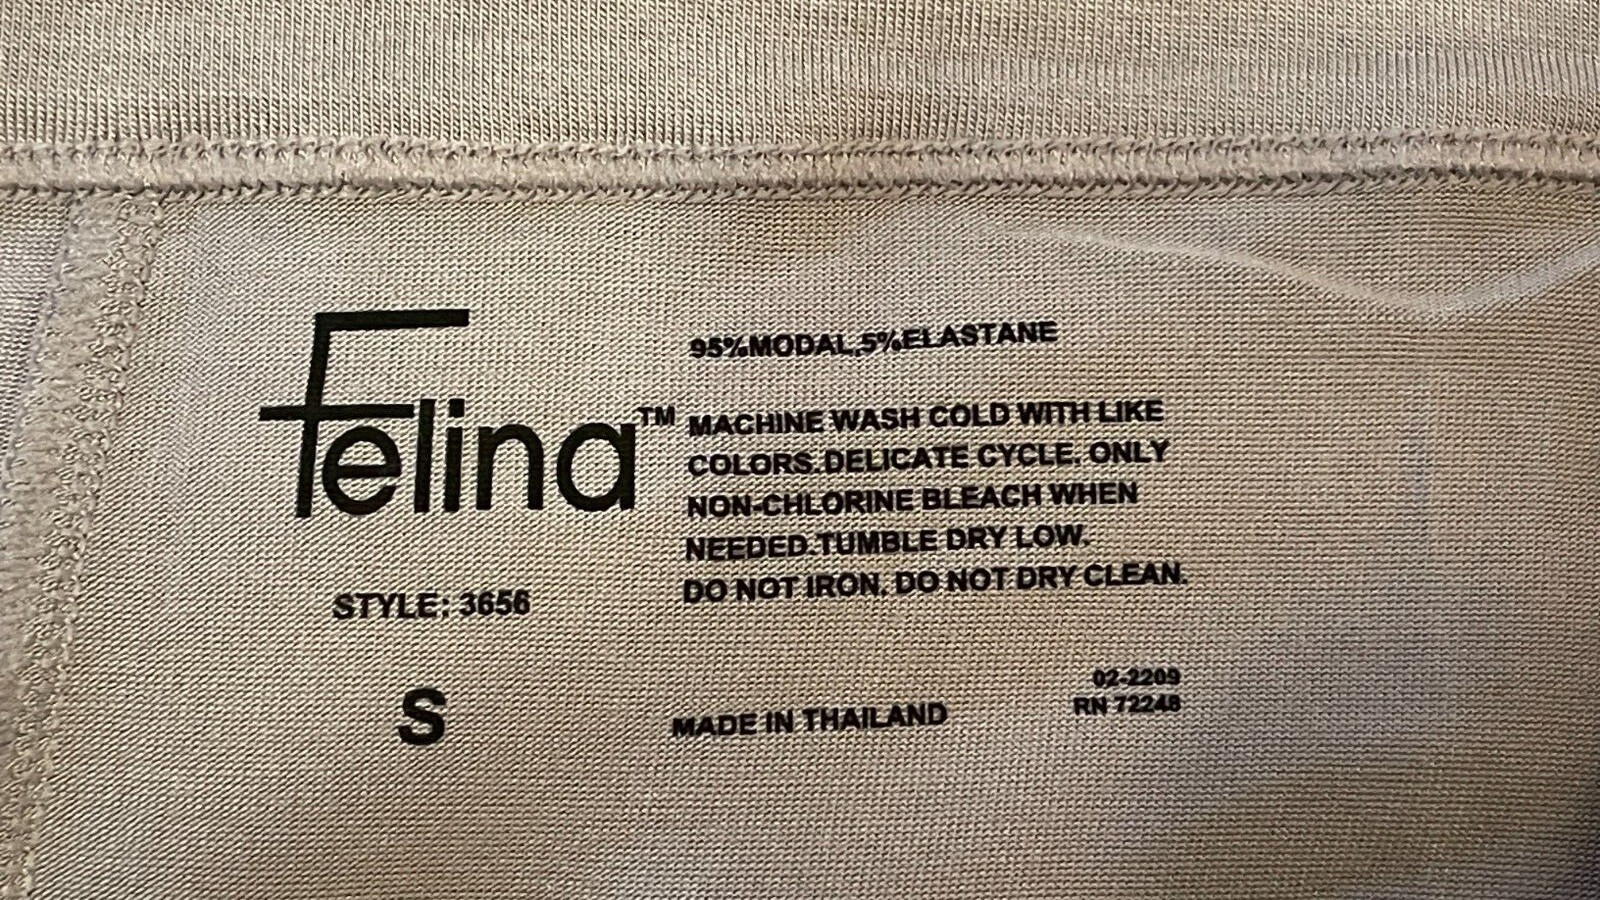 Felina™
STYLE: 3656
S
95%MODAL,5%ELASTANE
MACHINE WASH COLD WITH LIKE
COLORS.DELICATE CYCLE. ONLY
NON-CHLORINE BLEACH WHEN
NEEDED.TUMBLE DRY LOW.
DO NOT IRON. DO NOT DRY CLEAN.
MADE IN THAILAND
02-2209
RN 72248